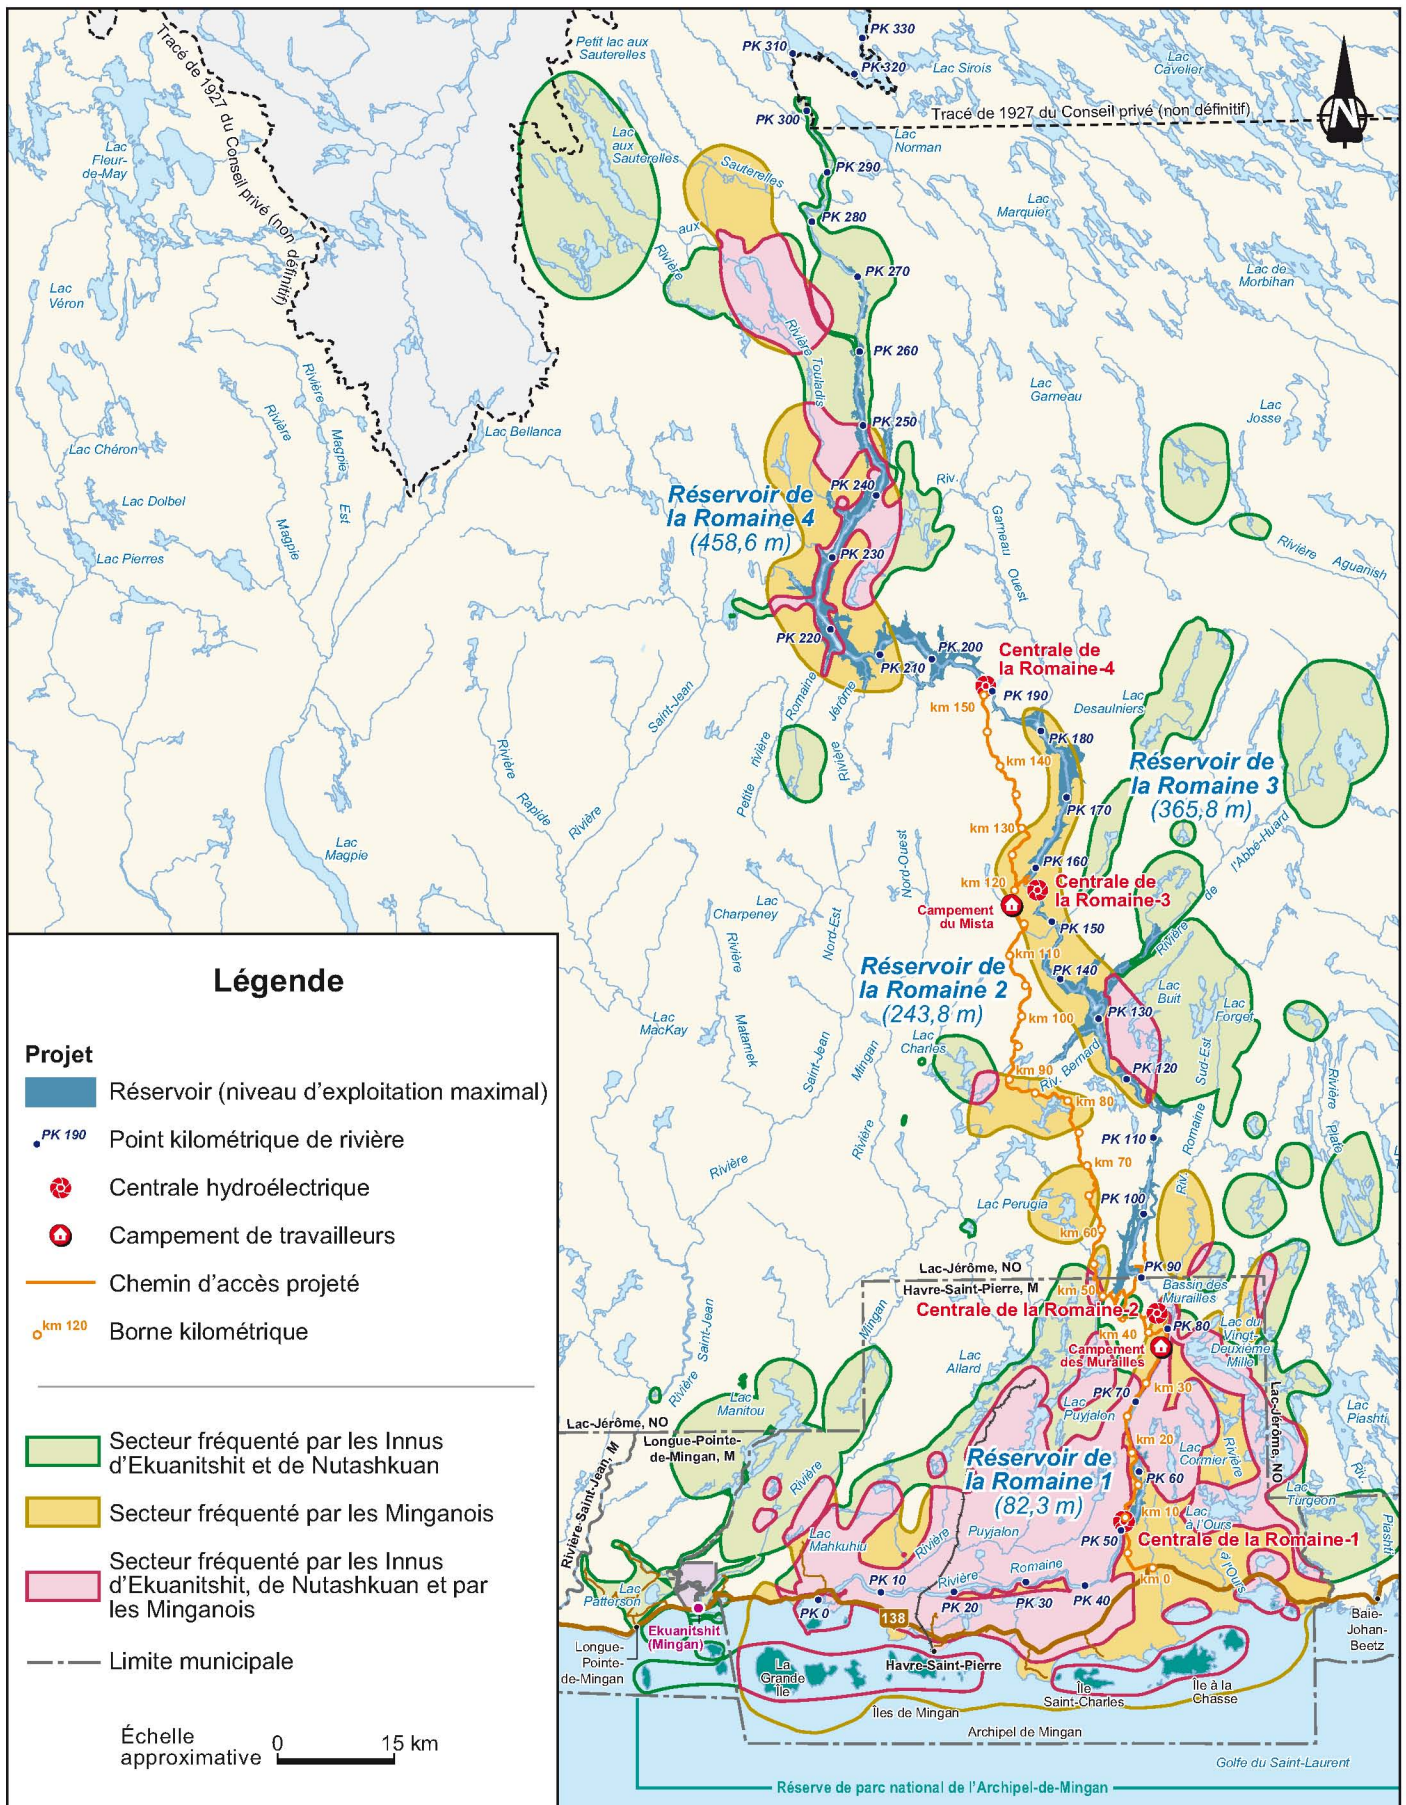 Petit lac aux
Sauterelles
PK 310
PK 330
PK 320
Lac Sirois
Lac
Cavelier
Tracé de 1927 du Conseil privé (non définitif)
Tracé de 1927 du Conseil privé (non définitif)
N
PK 300
Lac
Norman
Lac
Fleur-
de-May
Lac
aux
Sauterelles
Sauterelles
aux
Rivière
PK 290
PK 280
Lac
Marquier
PK 270
Lac de
Morbihan
Lac
Véron
Rivière
Touladis
PK 260
Rivière
Magpie
Est
Rivière
Magpie
Lac
Garneau
Lac
Josse
Lac Chéron
Lac Bellanca
PK 250
Lac Dolbel
Réservoir de
la Romaine 4
(458,6 m)
PK 240
Riv.
Garneau
Ouest
Lac Pierres
PK 230
Rivière
Aguanish
PK 220
PK 210
PK 200
Centrale de
la Romaine-4
PK 190
km 150
Lac
Desaulniers
Saint-Jean
Rivière
Petite rivière
Romaine
Jérôme
Rivière
PK 180
km 140
Réservoir de
la Romaine 3
(365,8 m)
Rivière
Rapide
PK 170
km 130
Lac
Magpie
Nord-Ouest
PK 160
km 120
Centrale de
la Romaine-3
Rivière
de
l'Abbé-Huard
Campement
du Mista
Lac
Charpeney
Nord-Est
PK 150
km 110
Réservoir de
la Romaine 2
(243,8 m)
PK 140
Lac
Buit
Lac
Forget
PK 130
km 100
Rivière
Matamek
Lac
MacKay
Saint-Jean
Mingan
Rivière
Lac
Charles
km 90
Riv. Bernard
PK 120
Sud-Est
Romaine
Riv.
km 80
Rivière
Plate
PK 110
km 70
Rivière
Lac Perugia
PK 100
km 60
Lac-Jérôme, NO
Havre-Saint-Pierre, M
PK 90
km 50
Bassin des
Murailles
Centrale de la Romaine-2
PK 80
km 40
Campement
des Murailles
Lac du
Vingt-
Deuxième
Mille
Saint-Jean
Rivière
Mingan
Rivière
Lac
Allard
PK 70
km 30
Lac-Jérôme, NO
Lac
Manitou
Lac
Puyjalon
Lac
Piashti
Lac-Jérôme, NO
Longue-Pointe-
de-Mingan, M
Rivière-Saint-Jean, M
km 20
Lac
Cormier
Rivière
Réservoir de
la Romaine 1
(82,3 m)
PK 60
Riv.
Piashti
Lac
Turgeon
km 10
Lac
à l'Ours
à l'Ours
PK 50
Centrale de la Romaine-1
Lac
Mahkuhiu
Rivière
Puyjalon
km 0
Lac
Patterson
PK 0
PK 10
Rivière
Romaine
PK 20
PK 30
PK 40
138
Ekuanitshit
(Mingan)
Longue-
Pointe-
de-Mingan
Baie-
Johan-
Beetz
La
Grande
Île
Havre-Saint-Pierre
Île
Saint-Charles
Île à la
Chasse
Îles de Mingan
Archipel de Mingan
Golfe du Saint-Laurent
Réserve de parc national de l'Archipel-de-Mingan
Légende
Projet
Réservoir (niveau d'exploitation maximal)
PK 190
Point kilométrique de rivière
Centrale hydroélectrique
Campement de travailleurs
Chemin d'accès projeté
km 120
Borne kilométrique
Secteur fréquenté par les Innus
d'Ekuanitshit et de Nutashkuan
Secteur fréquenté par les Minganois
Secteur fréquenté par les Innus
d'Ekuanitshit, de Nutashkuan et par
les Minganois
Limite municipale
Échelle
approximative
0
15 km